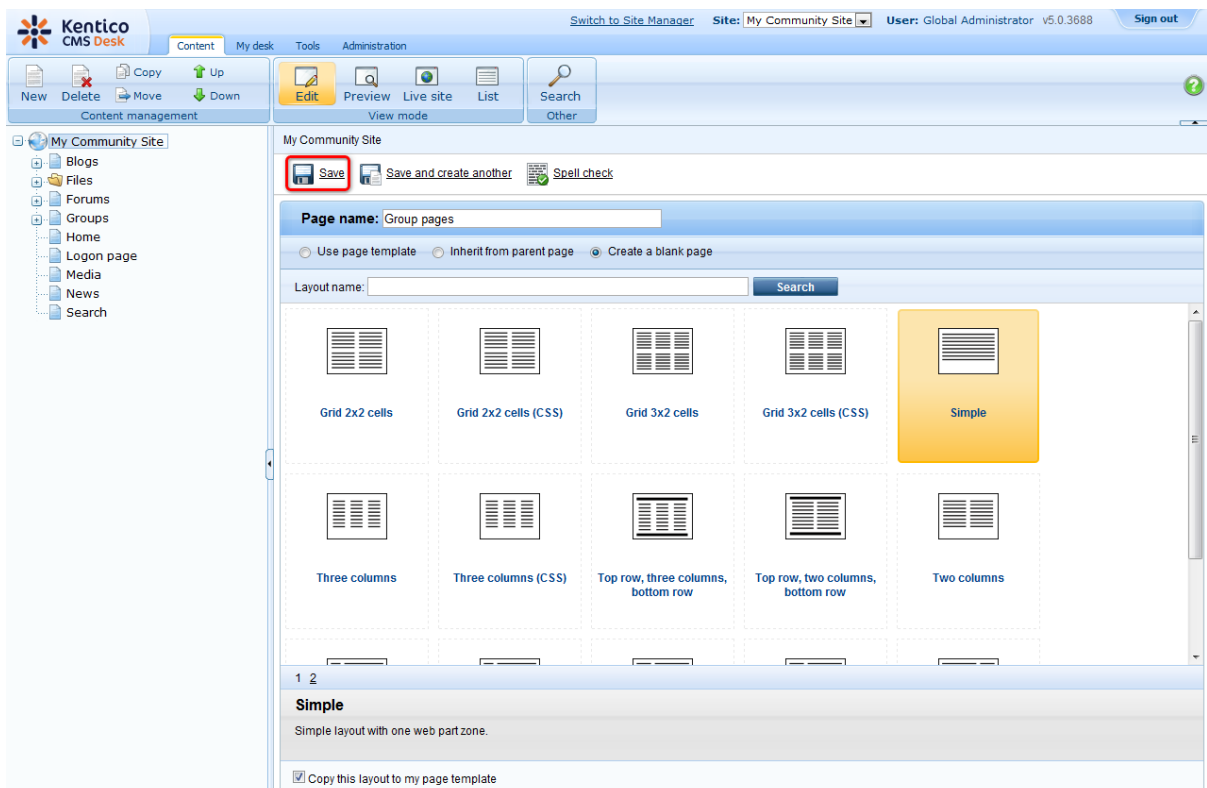 Kentico
CMS Desk
Switch to Site Manager Site: My Community Site User: Global Administrator v5.0.3688 Sign out
Content My desk Tools Administration
New Delete Copy Move Up Down
Content management
Edit Preview Live site List
View mode
Search
Other
My Community Site
Blogs
Files
Forums
Groups
Home
Logon page
Media
News
Search
My Community Site
Save Save and create another Spell check
Page name: Group pages
Use page template Inherit from parent page Create a blank page
Layout name: Search
Grid 2x2 cells Grid 2x2 cells (CSS) Grid 3x2 cells Grid 3x2 cells (CSS) Simple
Three columns Three columns (CSS) Top row, three columns, bottom row Top row, two columns, bottom row Two columns
1 2
Simple
Simple layout with one web part zone.
Copy this layout to my page template